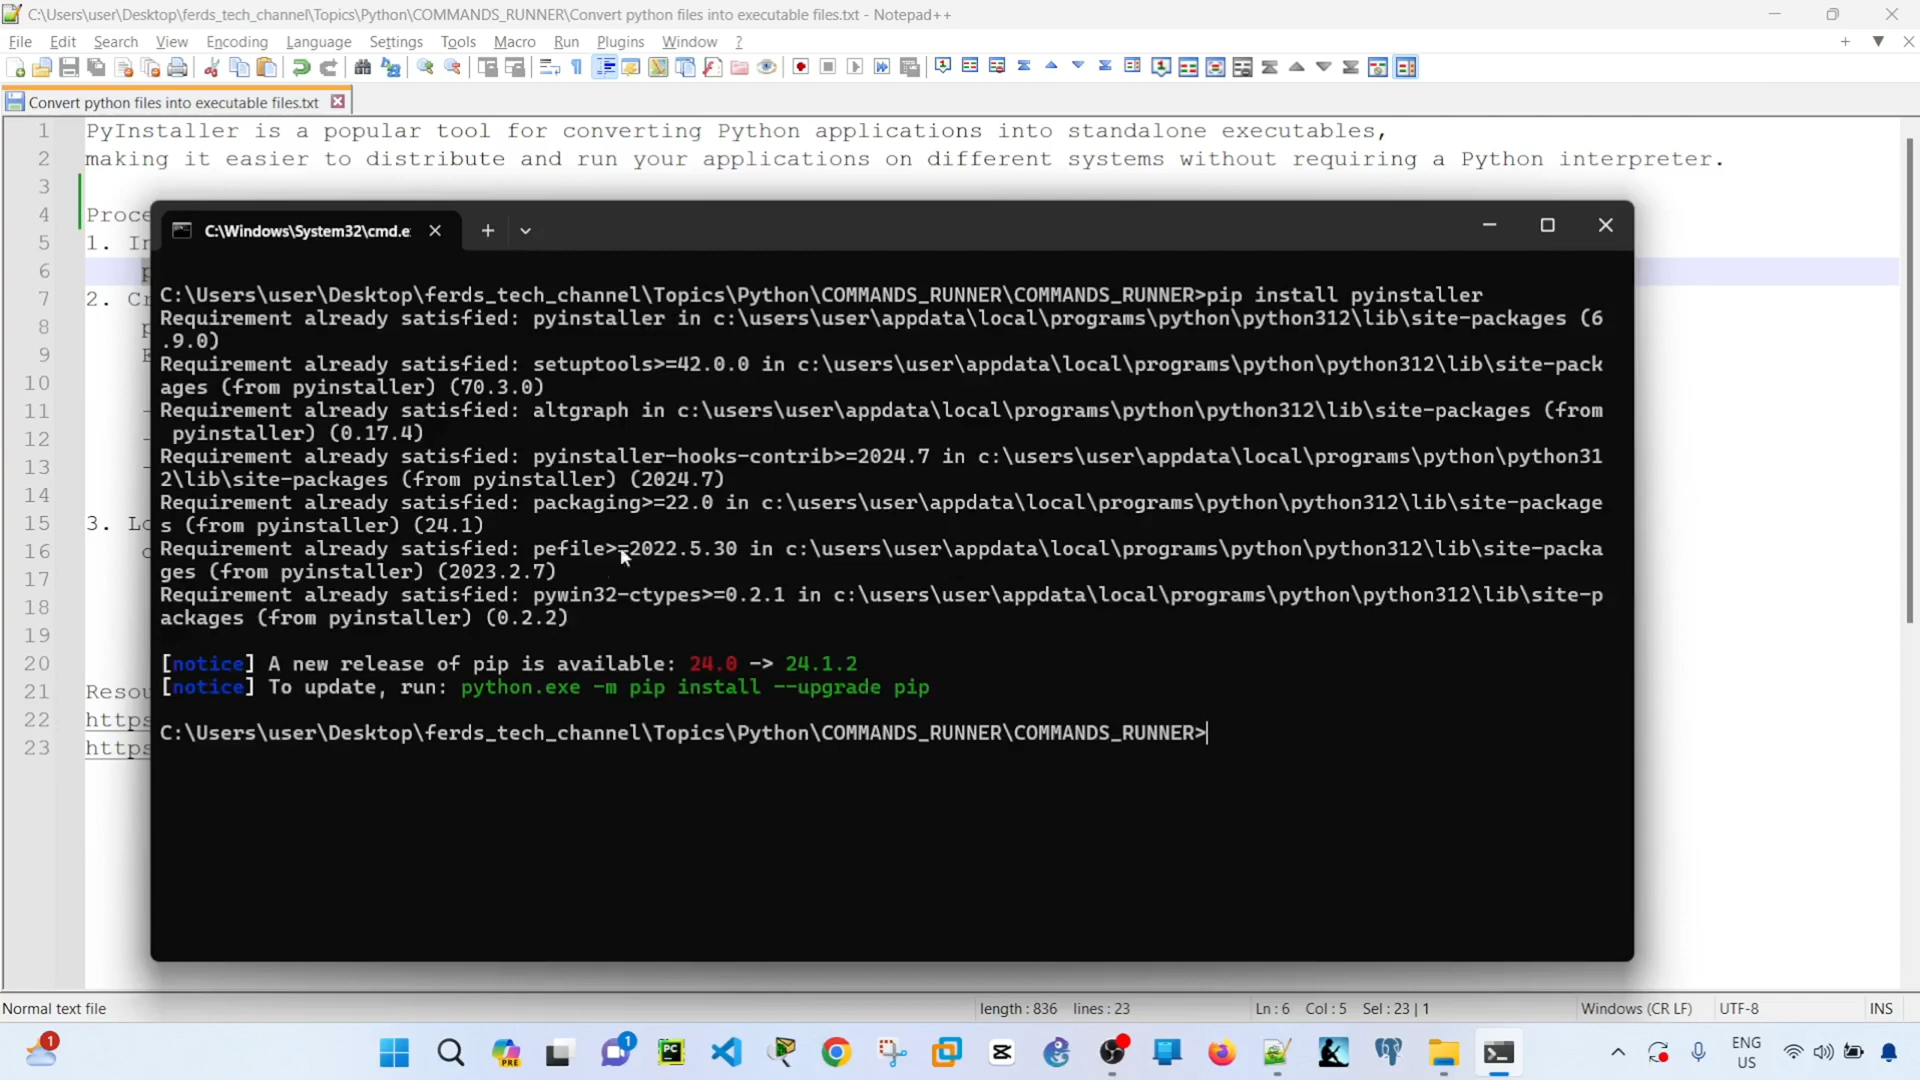 C:\Users\user\Desktop\ferds_tech_channel\Topics\Python\COMMANDS_RUNNER\Convert python files into executable files.txt - Notepad++
File Edit Search View Encoding Language Settings Tools Macro Run Plugins Window ?
Convert python files into executable files.txt
1 PyInstaller is a popular tool for converting Python applications into standalone executables,
2 making it easier to distribute and run your applications on different systems without requiring a Python interpreter.
3
4 Proce
5 1. In
6 p
7 2. Cr
8 p
9 E
10
11 -
12 -
13 -
14
15 3. Lo
16 c
17
18
19
20
21 Resou
22 https
23 https
C:\Windows\System32\cmd.e
C:\Users\user\Desktop\ferds_tech_channel\Topics\Python\COMMANDS_RUNNER\COMMANDS_RUNNER>pip install pyinstaller
Requirement already satisfied: pyinstaller in c:\users\user\appdata\local\programs\python\python312\lib\site-packages (6
.9.0)
Requirement already satisfied: setuptools>=42.0.0 in c:\users\user\appdata\local\programs\python\python312\lib\site-pack
ages (from pyinstaller) (70.3.0)
Requirement already satisfied: altgraph in c:\users\user\appdata\local\programs\python\python312\lib\site-packages (from
pyinstaller) (0.17.4)
Requirement already satisfied: pyinstaller-hooks-contrib>=2024.7 in c:\users\user\appdata\local\programs\python\python31
2\lib\site-packages (from pyinstaller) (2024.7)
Requirement already satisfied: packaging>=22.0 in c:\users\user\appdata\local\programs\python\python312\lib\site-package
s (from pyinstaller) (24.1)
Requirement already satisfied: pefile>=2022.5.30 in c:\users\user\appdata\local\programs\python\python312\lib\site-packa
ges (from pyinstaller) (2023.2.7)
Requirement already satisfied: pywin32-ctypes>=0.2.1 in c:\users\user\appdata\local\programs\python\python312\lib\site-p
ackages (from pyinstaller) (0.2.2)
[notice] A new release of pip is available: 24.0 -> 24.1.2
[notice] To update, run: python.exe -m pip install --upgrade pip
C:\Users\user\Desktop\ferds_tech_channel\Topics\Python\COMMANDS_RUNNER\COMMANDS_RUNNER>
Normal text file length : 836 lines : 23 Ln : 6 Col : 5 Sel : 23 | 1 Windows (CR LF) UTF-8 INS
1
PRE
1
PC
ENG
US